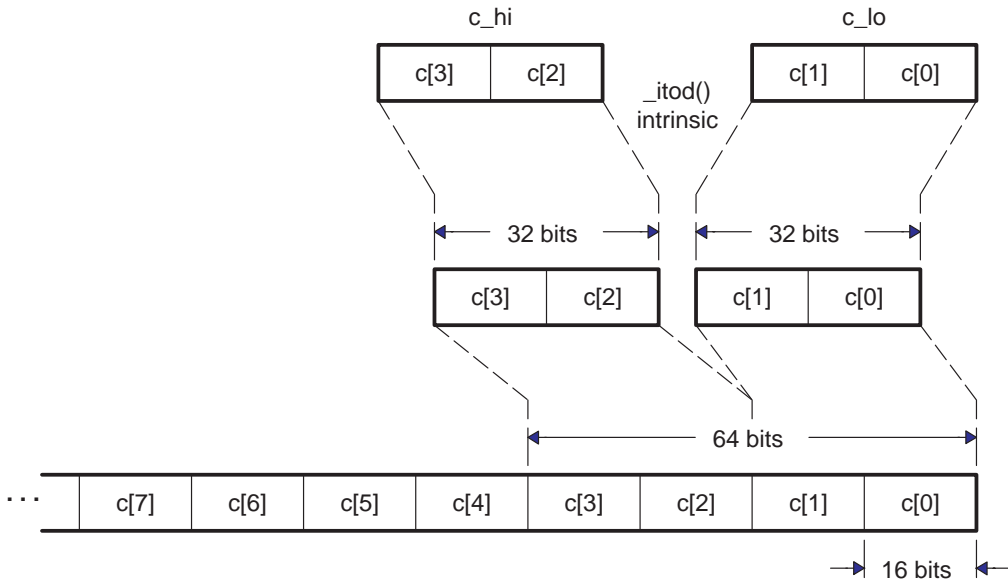 c_hi c_lo
c[3] c[2] c[1] c[0]
_itod()
intrinsic
32 bits 32 bits
c[3] c[2] c[1] c[0]
64 bits
... c[7] c[6] c[5] c[4] c[3] c[2] c[1] c[0]
16 bits